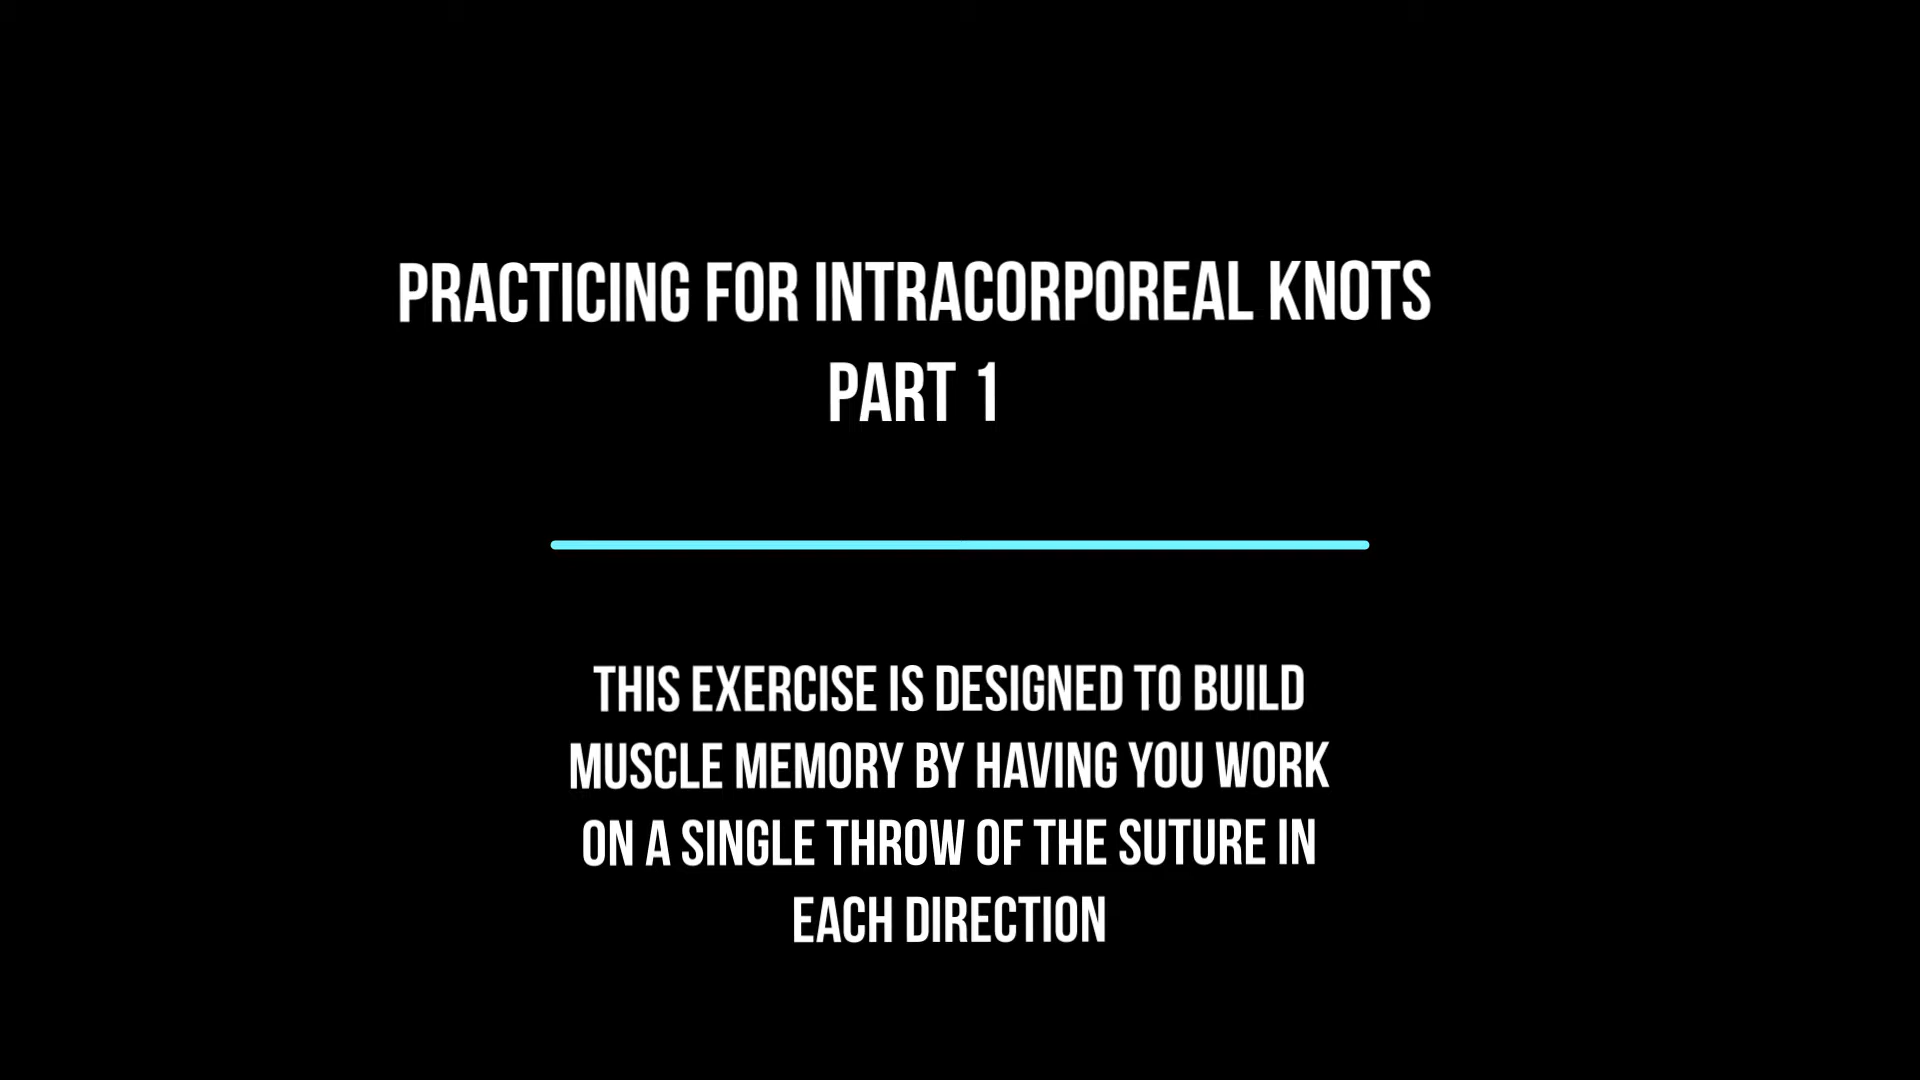 PRACTICING FOR INTRACORPOREAL KNOTS
PART 1
THIS EXERCISE IS DESIGNED TO BUILD
MUSCLE MEMORY BY HAVING YOU WORK
ON A SINGLE THROW OF THE SUTURE IN
EACH DIRECTION